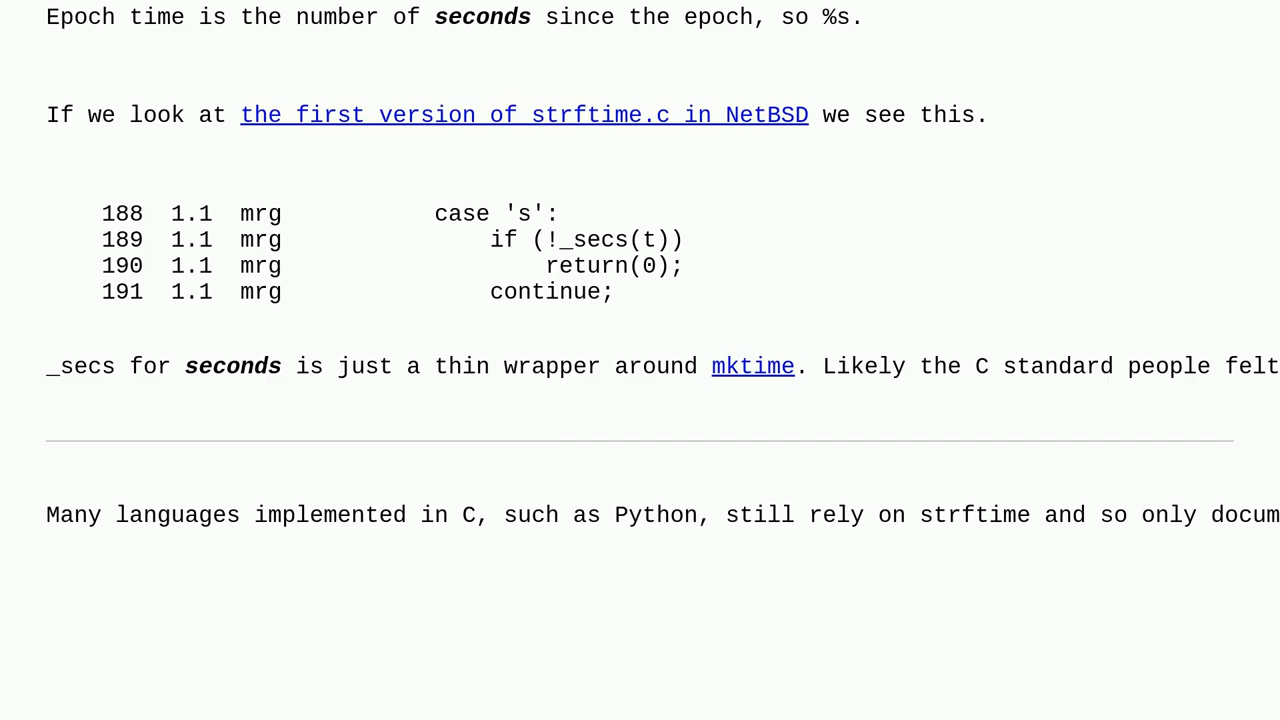 Epoch time is the number of seconds since the epoch, so %s.
If we look at the first version of strftime.c in NetBSD we see this.
188  1.1  mrg           case 's':
189  1.1  mrg               if (!_secs(t))
190  1.1  mrg                   return(0);
191  1.1  mrg               continue;
_secs for seconds is just a thin wrapper around mktime. Likely the C standard people felt
Many languages implemented in C, such as Python, still rely on strftime and so only docum